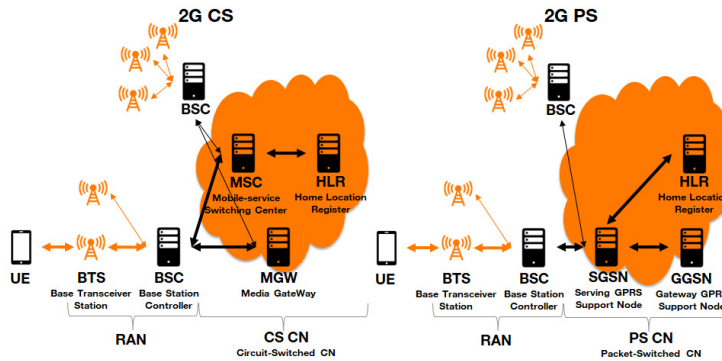 2G CS
BSC
MSC
Mobile-service
Switching Center
HLR
Home Location
Register
UE
BTS
Base Transceiver
Station
BSC
Base Station
Controller
MGW
Media GateWay
RAN
CS CN
Circuit-Switched CN
2G PS
BSC
HLR
Home Location
Register
UE
BTS
Base Transceiver
Station
BSC
Base Station
Controller
SGSN
Serving GPRS
Support Node
GGSN
Gateway GPRS
Support Node
RAN
PS CN
Packet-Switched CN